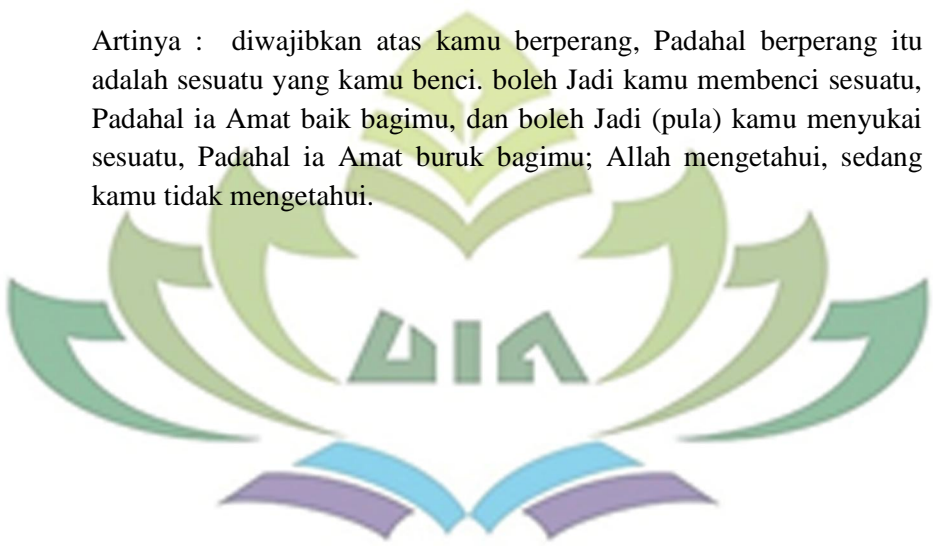 Artinya : diwajibkan atas kamu berperang, Padahal berperang itu
adalah sesuatu yang kamu benci. boleh Jadi kamu membenci sesuatu,
Padahal ia Amat baik bagimu, dan boleh Jadi (pula) kamu menyukai
sesuatu, Padahal ia Amat buruk bagimu; Allah mengetahui, sedang
kamu tidak mengetahui.